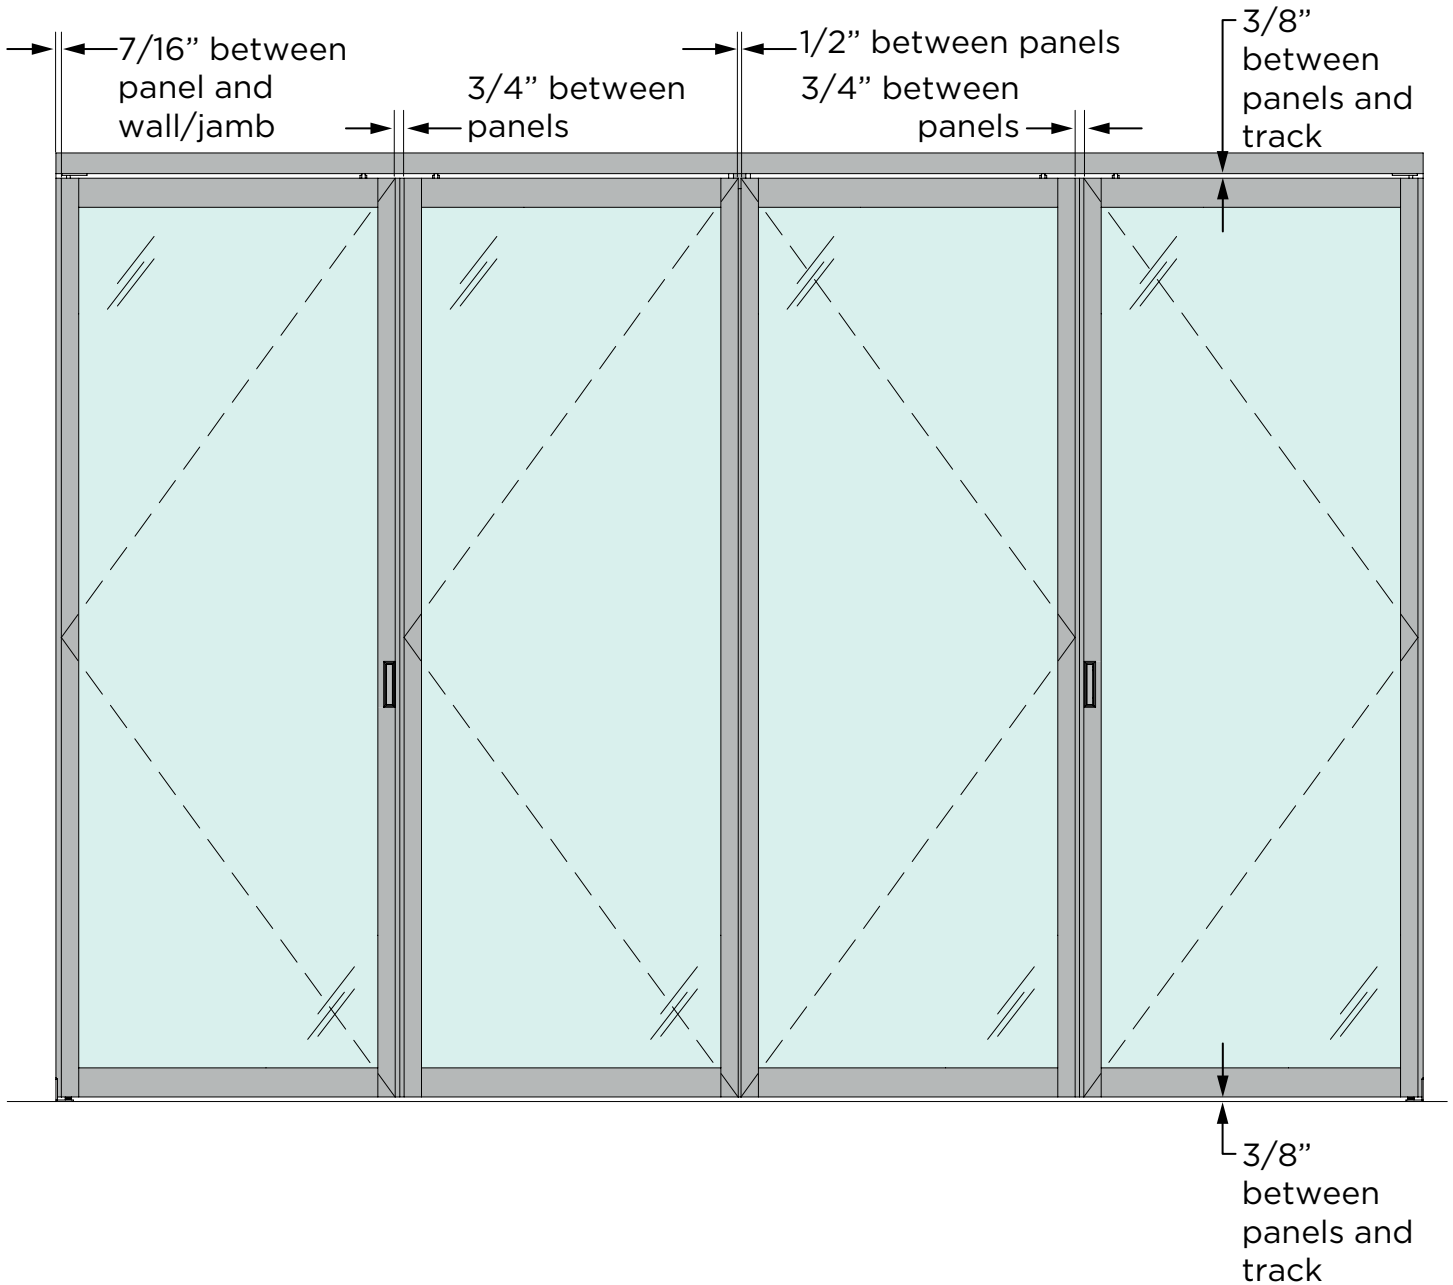 7/16” between
panel and
wall/jamb
3/4” between
panels
1/2” between panels
3/4” between
panels
3/8”
between
panels and
track
3/8”
between
panels and
track